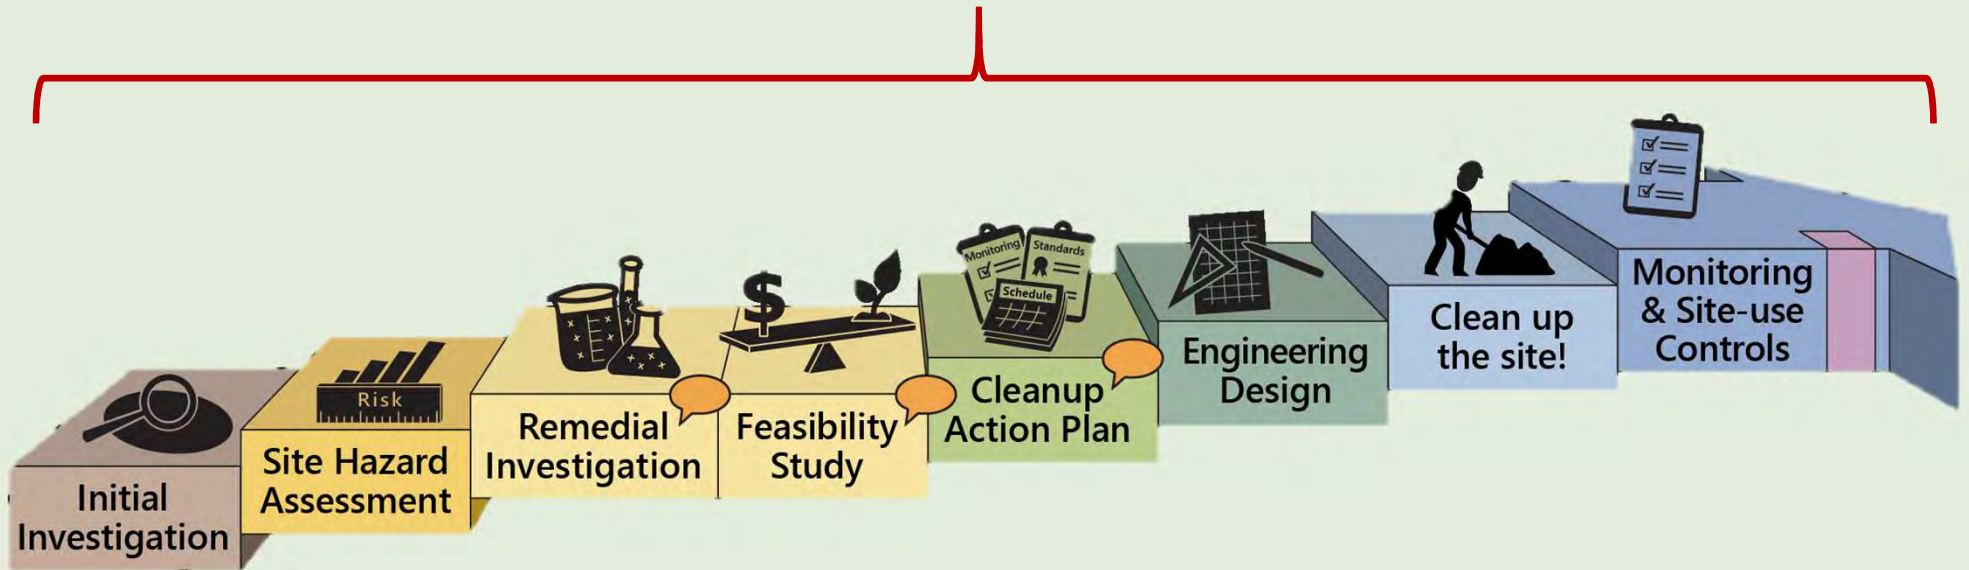 Initial
Investigation
Risk
Site Hazard
Assessment
Remedial
Investigation
$
Feasibility
Study
Monitoring
Standards
Schedule
Cleanup
Action Plan
Engineering
Design
Clean up
the site!
Monitoring
& Site-use
Controls